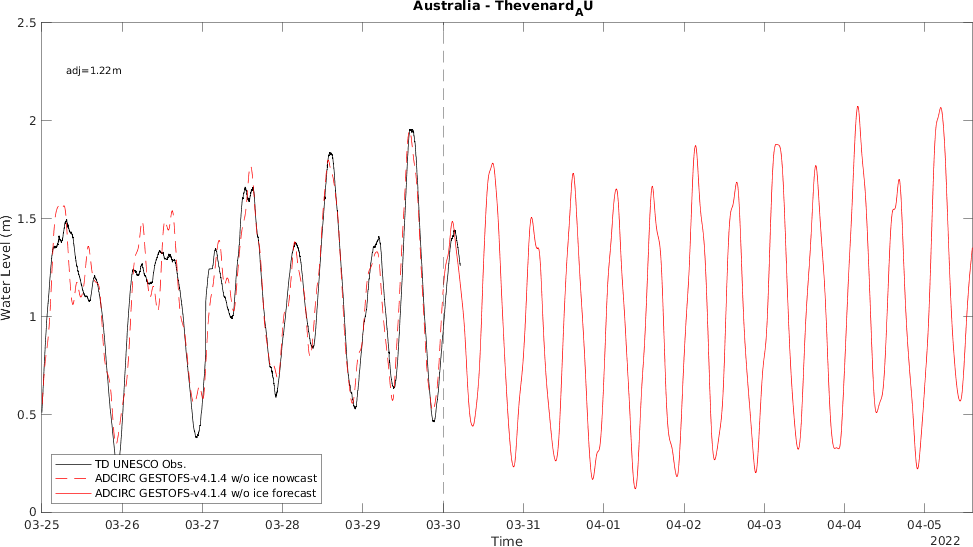 Australia - Thevenard_AU
2.5
adj=1.22m
2
1.5
Water Level (m)
1
0.5
TD UNESCO Obs.
ADCIRC GESTOFS-v4.1.4 w/o ice nowcast
ADCIRC GESTOFS-v4.1.4 w/o ice forecast
0
03-25 03-26 03-27 03-28 03-29 03-30 03-31 04-01 04-02 04-03 04-04 04-05
Time
2022